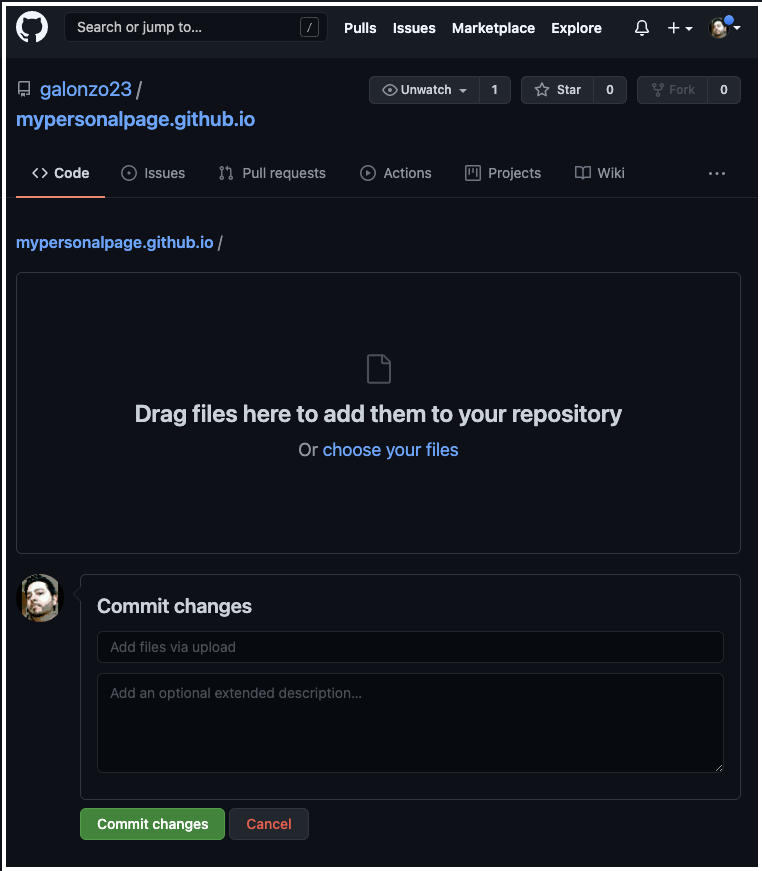 Search or jump to... / Pulls Issues Marketplace Explore
galonzo23 / Unwatch 1 Star 0 Fork 0
mypersonalpage.github.io
Code Issues Pull requests Actions Projects Wiki ...
mypersonalpage.github.io /
Drag files here to add them to your repository
Or choose your files
Commit changes
Add files via upload
Add an optional extended description...
Commit changes Cancel